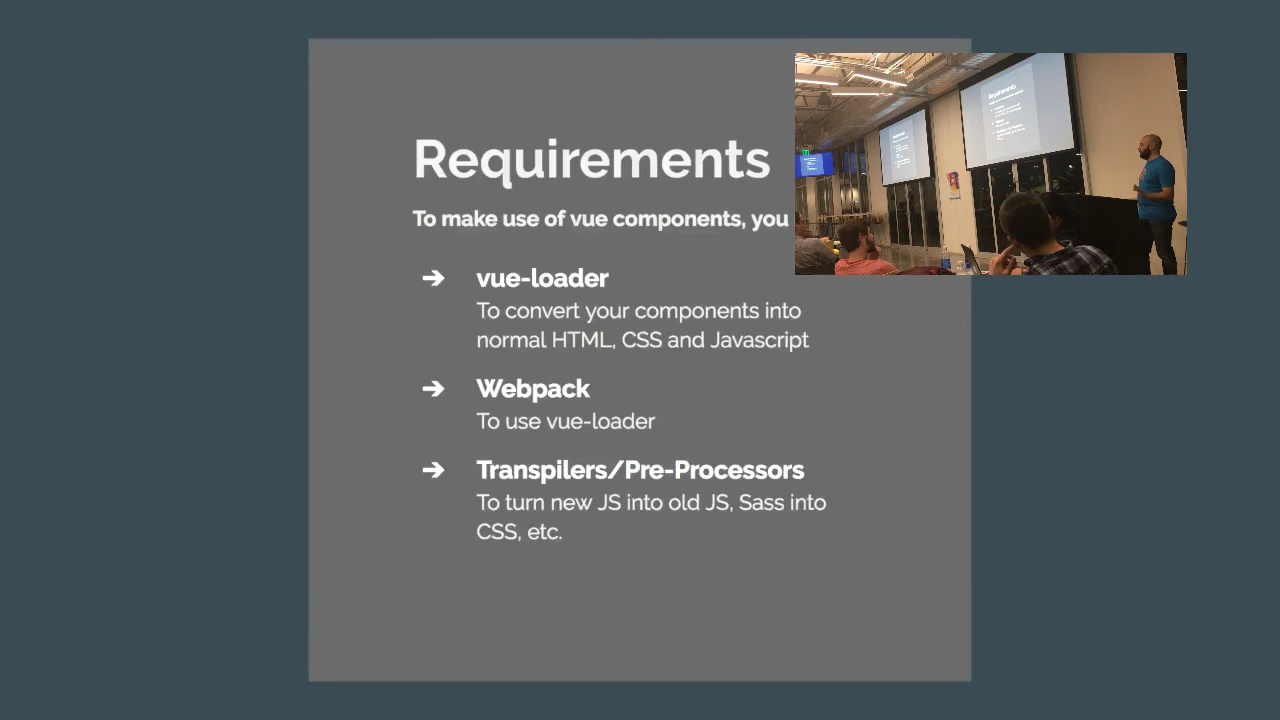 Requirements
To make use of vue components, you
➔ vue-loader
To convert your components into
normal HTML, CSS and Javascript
➔ Webpack
To use vue-loader
➔ Transpilers/Pre-Processors
To turn new JS into old JS, Sass into
CSS, etc.
Requirements